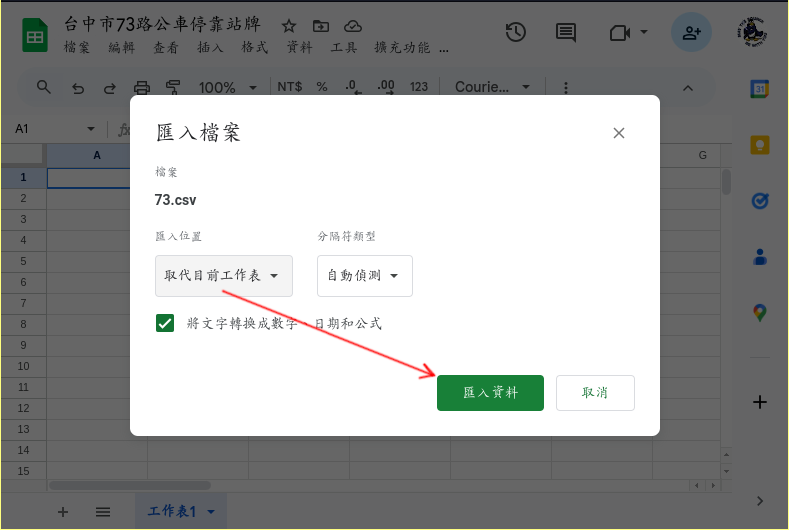 台中市73路公車停靠站牌
檔案 編輯 查看 插入 格式 資料 工具 擴充功能 ...
100% NT$ % .0 .00 123 Courie...
A1 fx
A G
匯入檔案
檔案
73.csv
匯入位置 分隔符類型
取代目前工作表 自動偵測
將文字轉換成數字、日期和公式
匯入資料 取消
1
2
3
4
5
6
7
8
9
10
11
12
13
14
15
工作表1
31